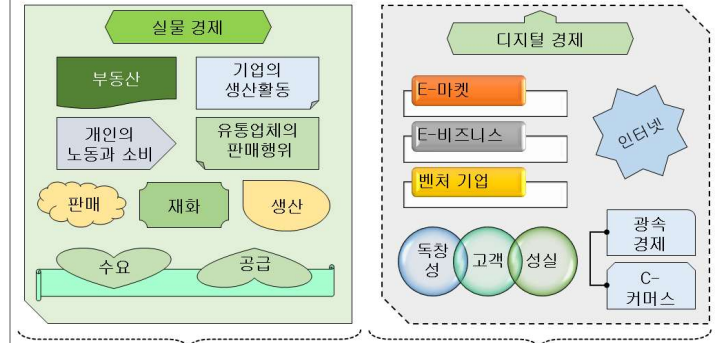 실물 경제
부동산
기업의
생산활동
개인의
노동과 소비
유통업체의
판매행위
판매
재화
생산
수요
공급
디지털 경제
E-마켓
E-비즈니스
벤처 기업
인터넷
독창
성
고객
성실
광속
경제
C-
커머스